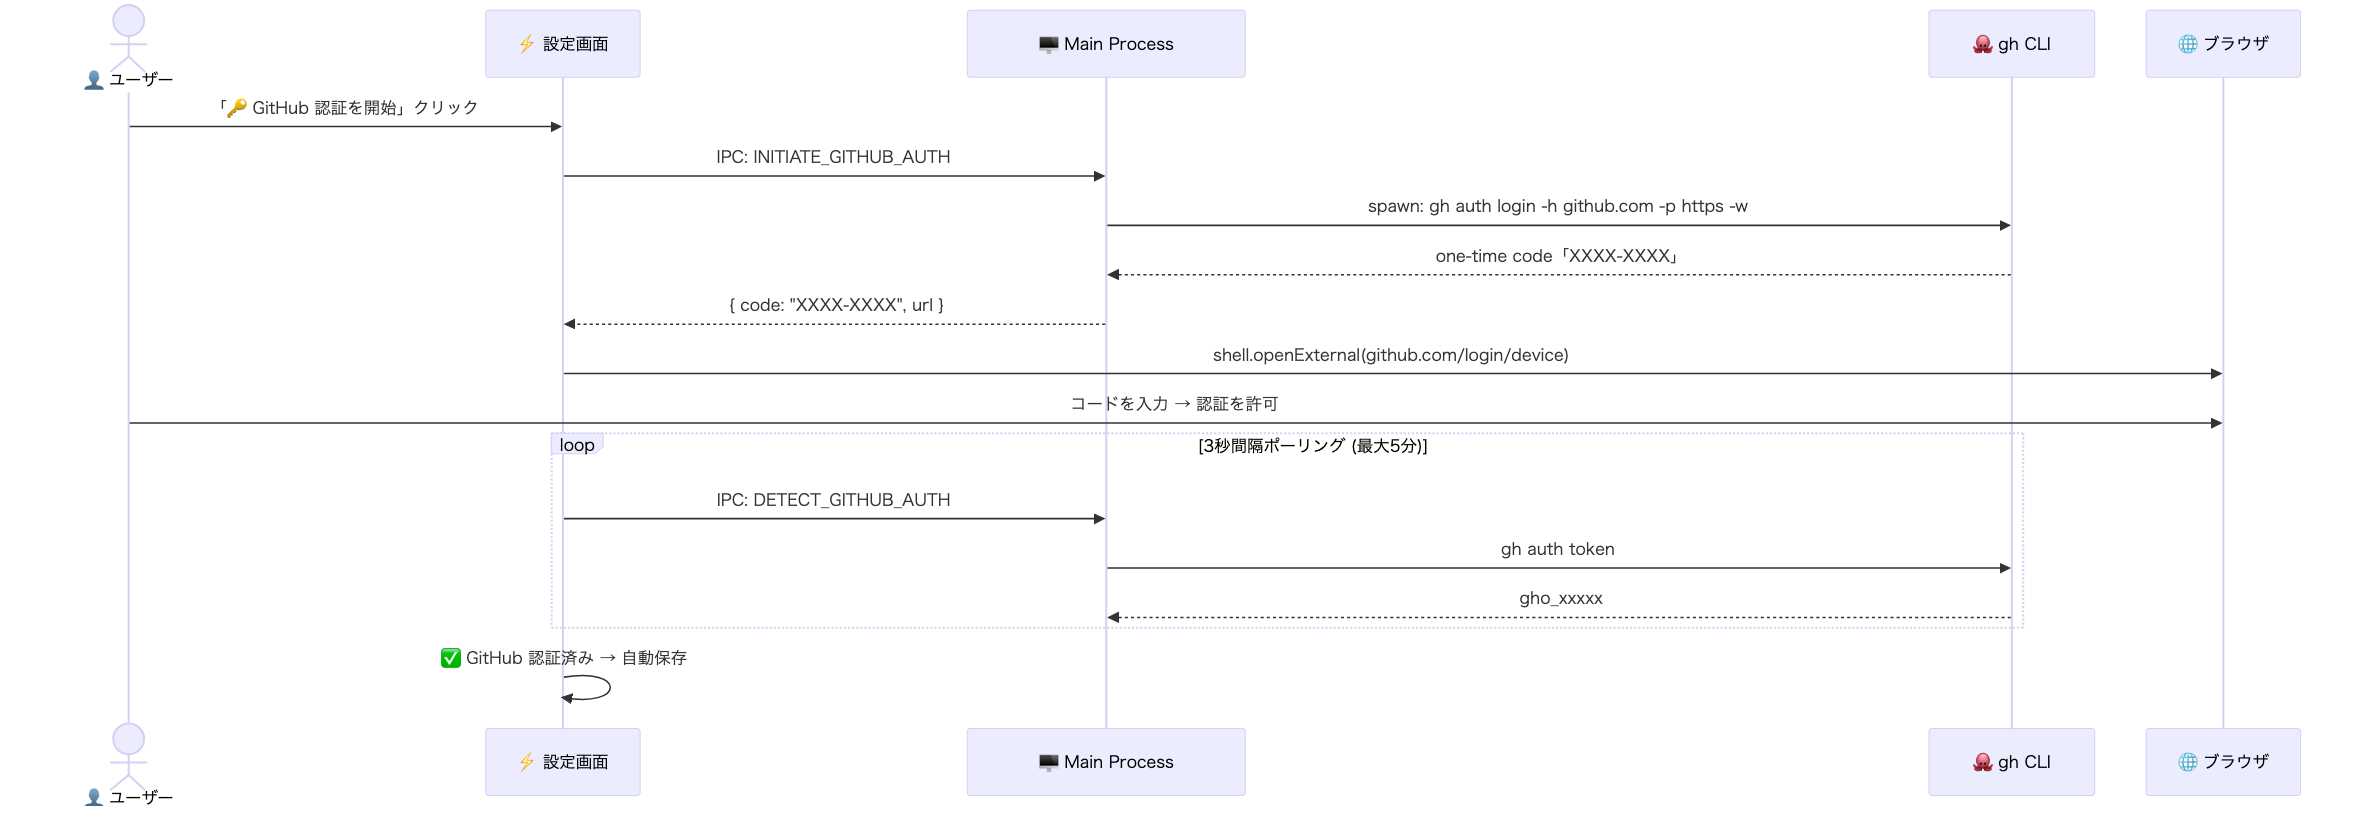 👤 ユーザー
⚡ 設定画面
🖥️ Main Process
🐙 gh CLI
🌐 ブラウザ
「🔑 GitHub 認証を開始」クリック
IPC: INITIATE_GITHUB_AUTH
spawn: gh auth login -h github.com -p https -w
one-time code「XXXX-XXXX」
{ code: "XXXX-XXXX", url }
shell.openExternal(github.com/login/device)
コードを入力 → 認証を許可
loop
[3秒間隔ポーリング (最大5分)]
IPC: DETECT_GITHUB_AUTH
gh auth token
gho_xxxxx
✅ GitHub 認証済み → 自動保存
👤 ユーザー
⚡ 設定画面
🖥️ Main Process
🐙 gh CLI
🌐 ブラウザ